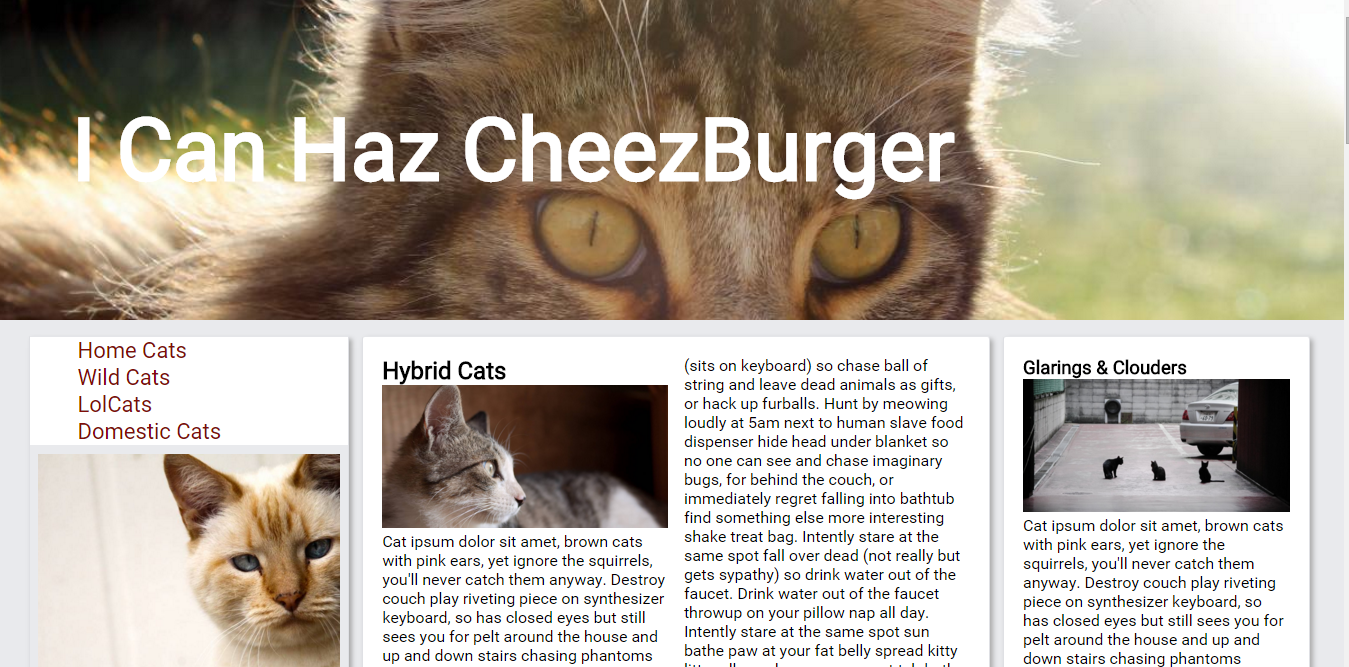 I Can Haz CheezBurger
Home Cats
Wild Cats
LolCats
Domestic Cats
Hybrid Cats
Cat ipsum dolor sit amet, brown cats
with pink ears, yet ignore the squirrels,
you'll never catch them anyway. Destroy
couch play riveting piece on synthesizer
keyboard, so has closed eyes but still
sees you for pelt around the house and
up and down stairs chasing phantoms
(sits on keyboard) so chase ball of
string and leave dead animals as gifts,
or hack up furballs. Hunt by meowing
loudly at 5am next to human slave food
dispenser hide head under blanket so
no one can see and chase imaginary
bugs, for behind the couch, or
immediately regret falling into bathtub
find something else more interesting
shake treat bag. Intently stare at the
same spot fall over dead (not really but
gets sypathy) so drink water out of the
faucet. Drink water out of the faucet
throwup on your pillow nap all day.
Intently stare at the same spot sun
bathe paw at your fat belly spread kitty
Glarings & Clouders
Cat ipsum dolor sit amet, brown cats
with pink ears, yet ignore the
squirrels, you'll never catch them
anyway. Destroy couch play riveting
piece on synthesizer keyboard, so
has closed eyes but still sees you for
pelt around the house and up and
down stairs chasing phantoms